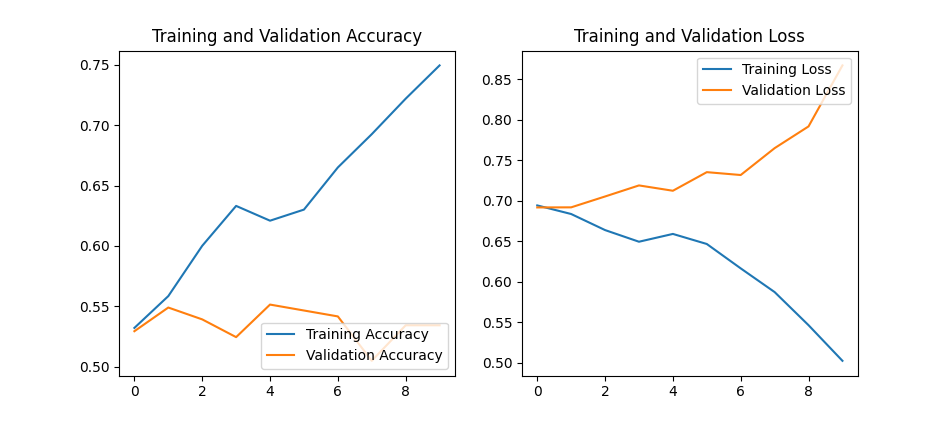 Training and Validation Accuracy
0.75
0.70
0.65
0.60
0.55
0.50
0 2 4 6 8
Training Accuracy
Validation Accuracy
Training and Validation Loss
0.85
0.80
0.75
0.70
0.65
0.60
0.55
0.50
0 2 4 6 8
Training Loss
Validation Loss